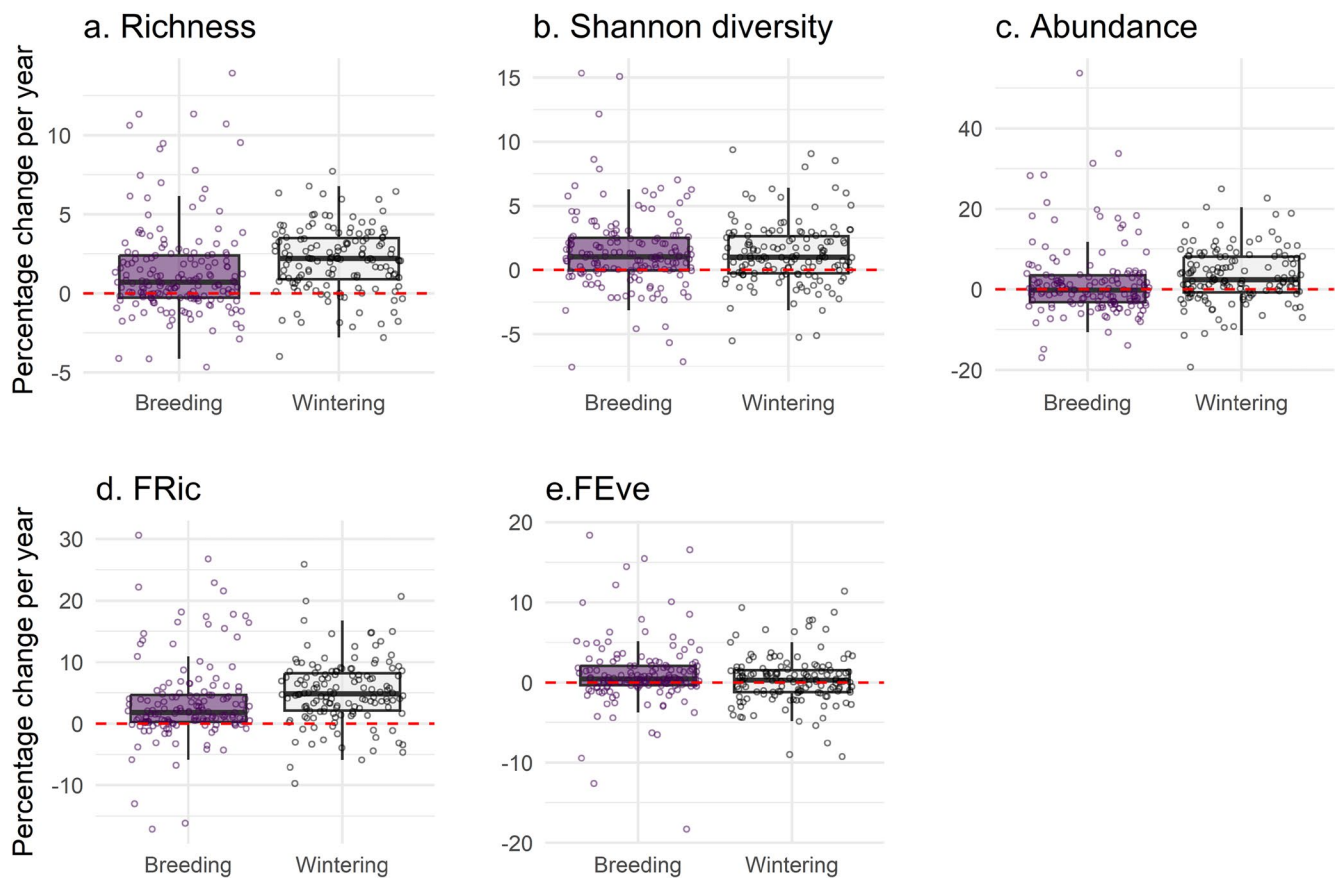 a. Richness
b. Shannon diversity
c. Abundance
Percentage change per year
10
5
0
-5
Breeding
Wintering
15
10
5
0
-5
Breeding
Wintering
40
20
0
-20
Breeding
Wintering
d. FRic
e.FEve
Percentage change per year
30
20
10
0
-10
Breeding
Wintering
20
10
0
-10
-20
Breeding
Wintering